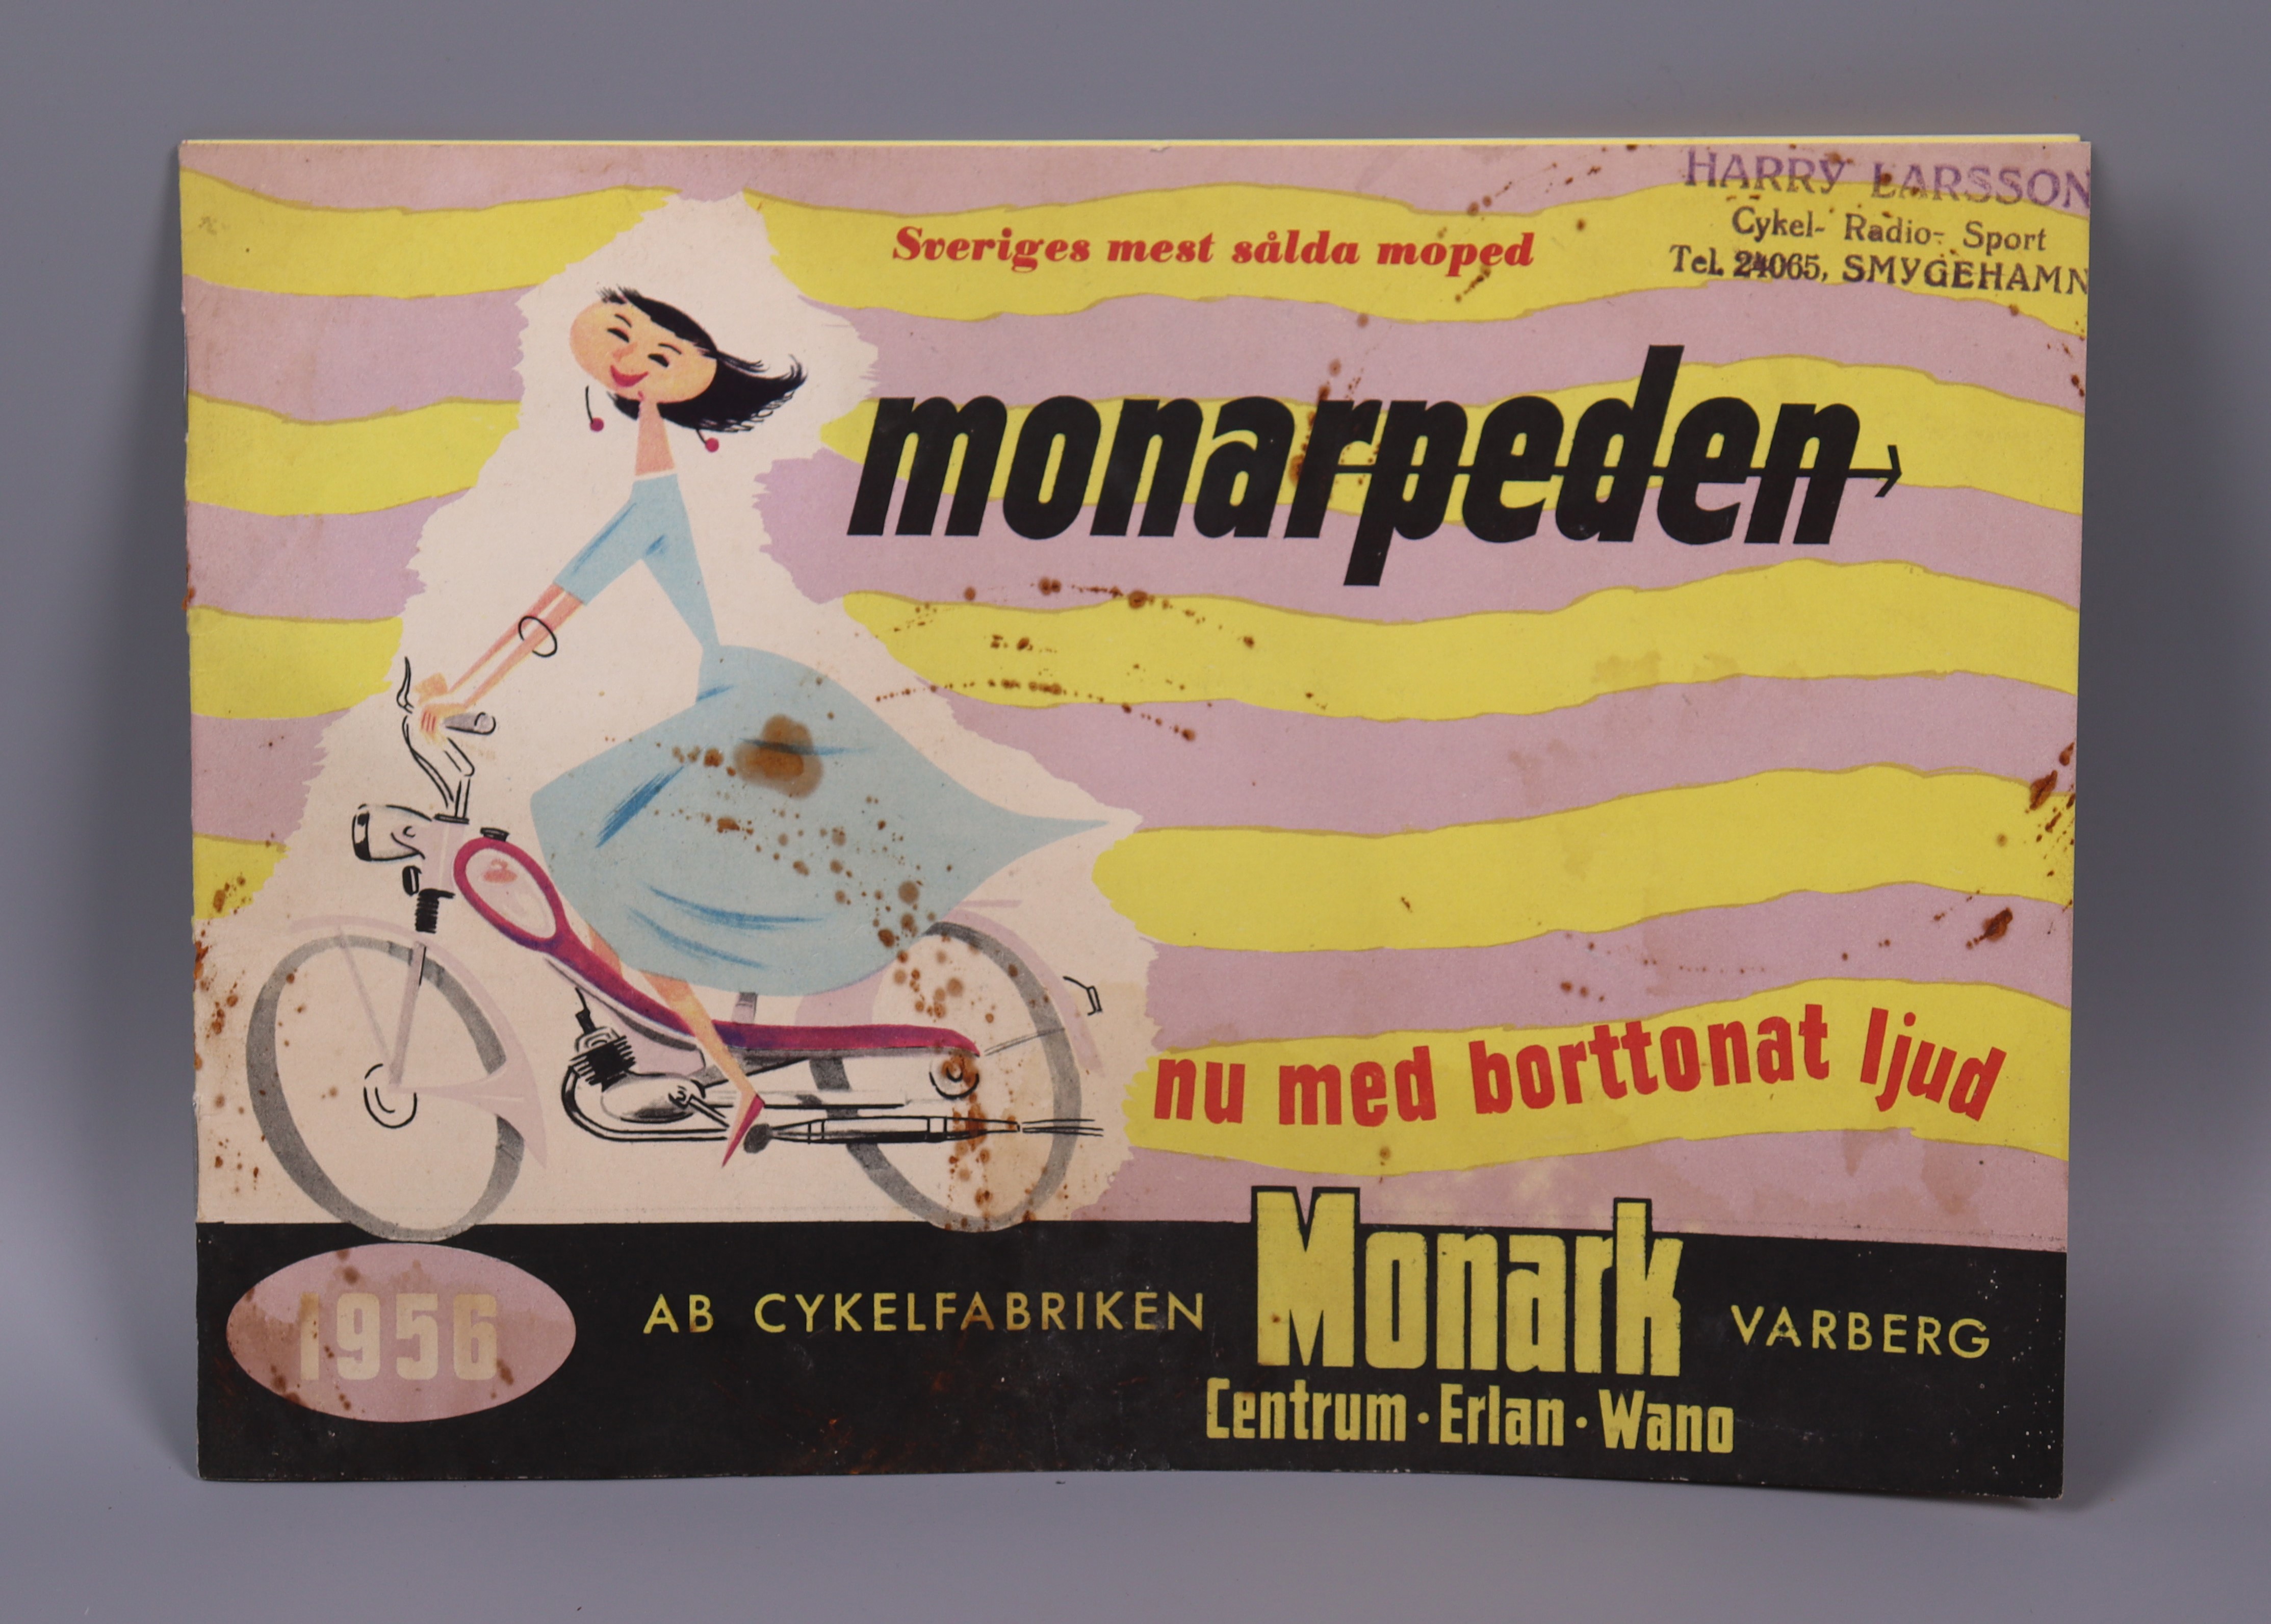 HARRY LARSSON
Cykel- Radio- Sport
Tel. 24065, SMYGEHAMN
Sveriges mest sålda moped
monarpeden
nu med borttonat ljud
1956
AB CYKELFABRIKEN Monark VARBERG
Centrum · Erlan · Wano